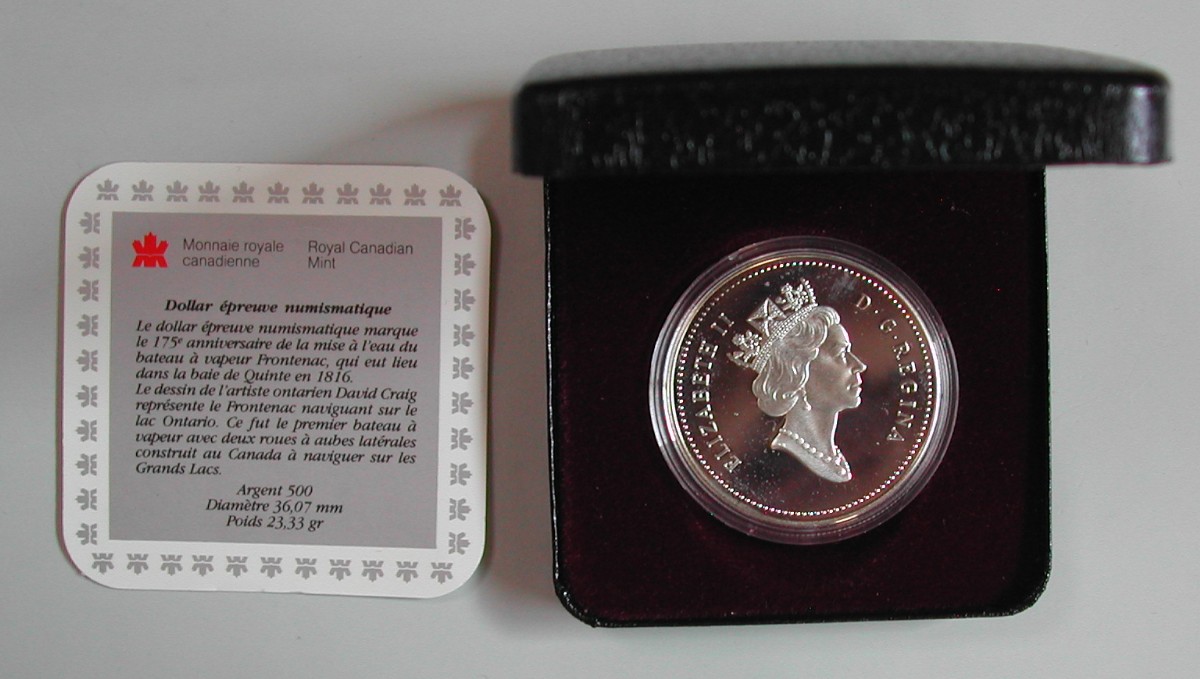 Monnaie royale canadienne
Royal Canadian Mint
Dollar épreuve numismatique
Le dollar épreuve numismatique marque
le 175e anniversaire de la mise à l'eau du
bateau à vapeur Frontenac, qui eut lieu
dans la baie de Quinte en 1816.
Le dessin de l'artiste ontarien David Craig
représente le Frontenac naviguant sur le
lac Ontario. Ce fut le premier bateau à
vapeur avec deux roues à aubes latérales
construit au Canada à naviguer sur les
Grands Lacs.
Argent 500
Diamètre 36,07 mm
Poids 23,33 gr
ELIZABETH II D·G·REGINA